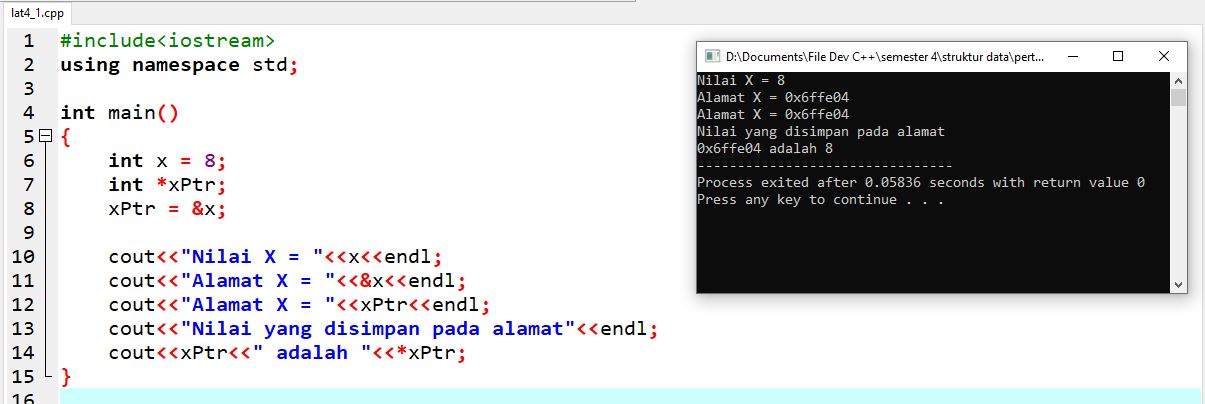 lat4_1.cpp
1 #include<iostream>
2 using namespace std;
3
4 int main()
5 {
6 int x = 8;
7 int *xPtr;
8 xPtr = &x;
9
10 cout<<"Nilai X = "<<x<<endl;
11 cout<<"Alamat X = "<<&x<<endl;
12 cout<<"Alamat X = "<<xPtr<<endl;
13 cout<<"Nilai yang disimpan pada alamat"<<endl;
14 cout<<xPtr<<" adalah "<<*xPtr;
15 }
16
D:\Documents\File Dev C++\semester 4\struktur data\pert...
Nilai X = 8
Alamat X = 0x6ffe04
Alamat X = 0x6ffe04
Nilai yang disimpan pada alamat
0x6ffe04 adalah 8
--------------------------------
Process exited after 0.05836 seconds with return value 0
Press any key to continue . . .